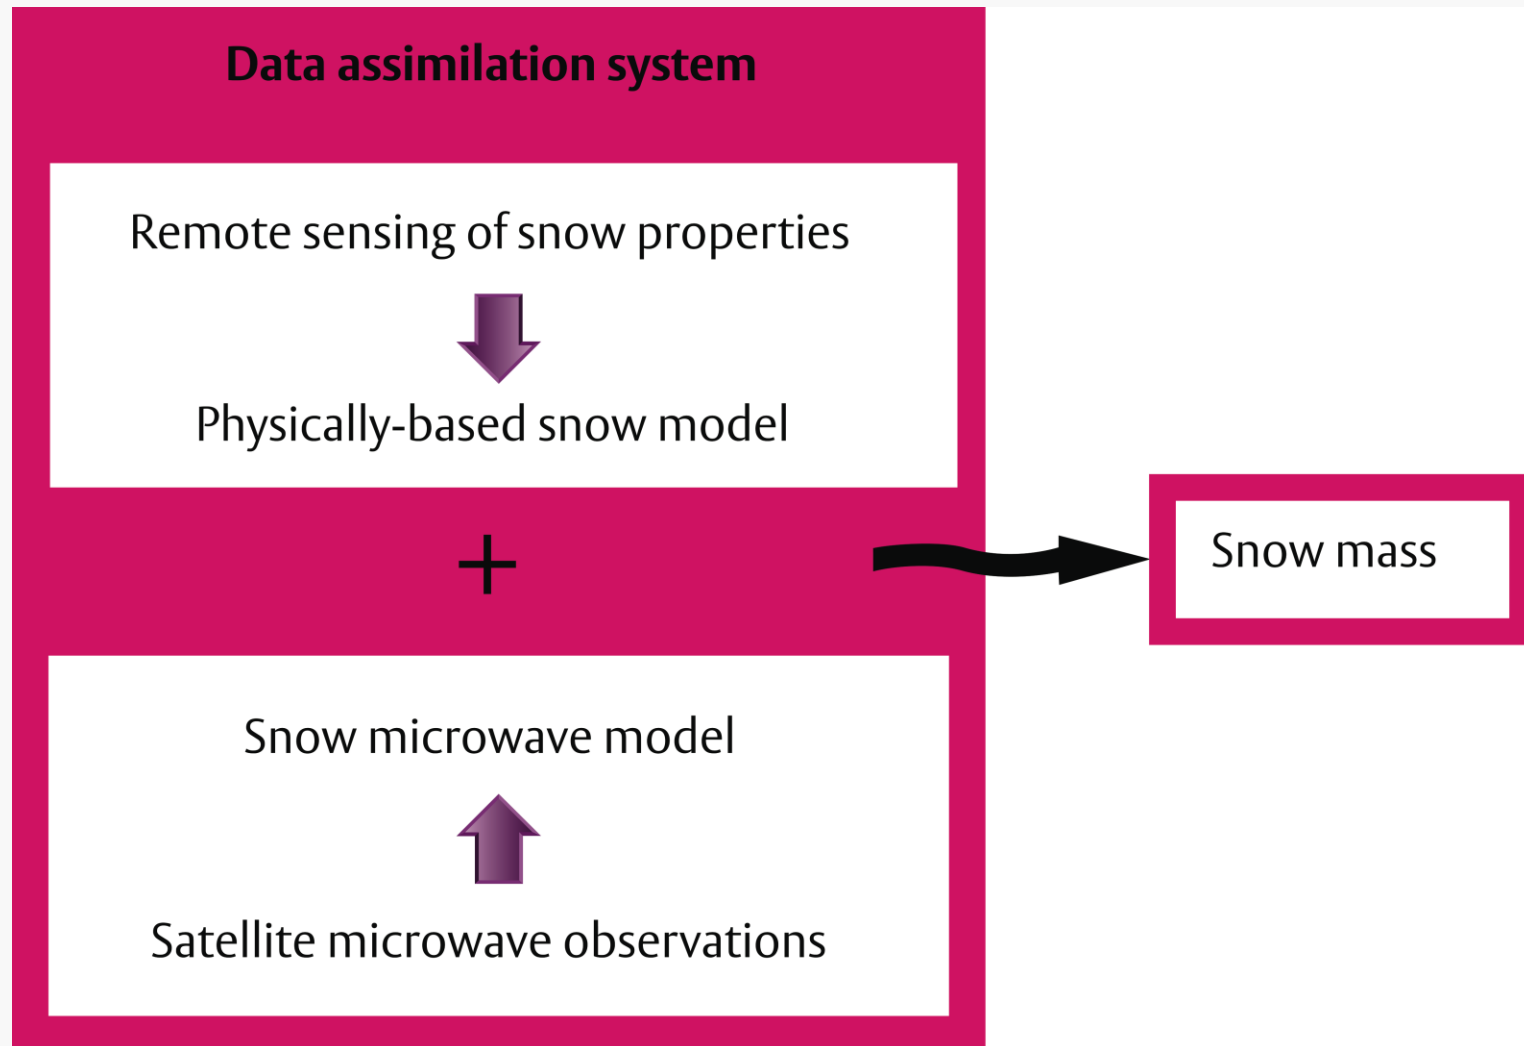 Data assimilation system
Remote sensing of snow properties
Physically-based snow model
+
Snow mass
Snow microwave model
Satellite microwave observations